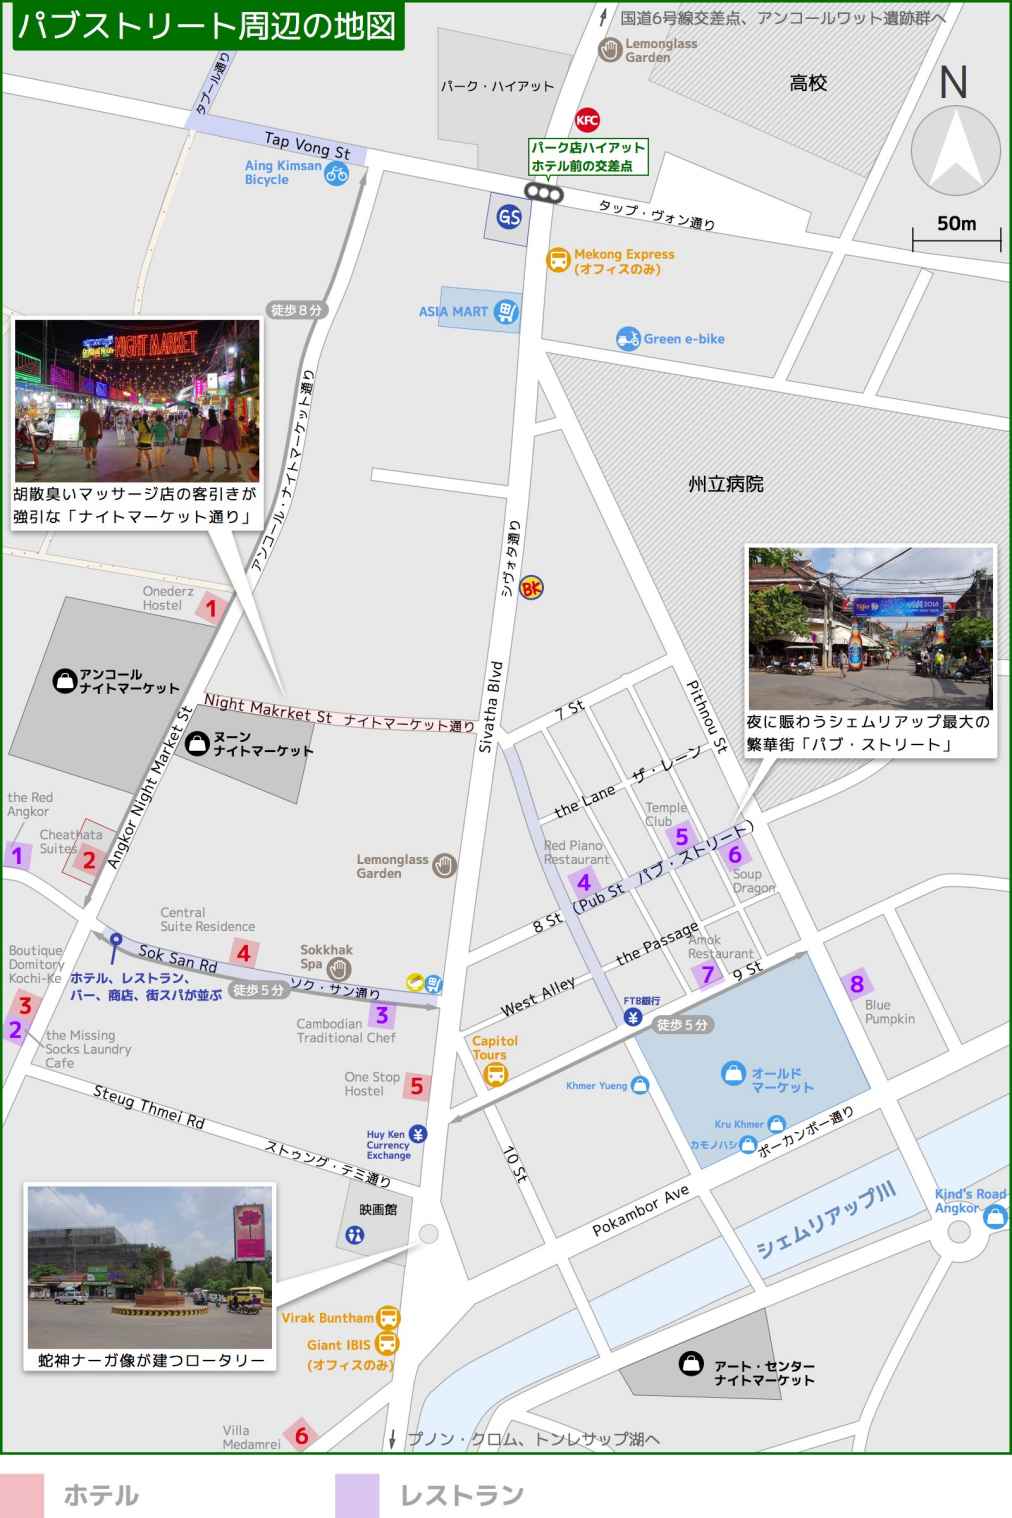 パブストリート周辺の地図
国道6号線交差点、アンコールワット遺跡群へ
Lemonglass
Garden
高校
N
パーク・ハイアット
タプール通り
KFC
パーク店ハイアット
ホテル前の交差点
Tap Vong St
Aing Kimsan
Bicycle
タップ・ヴォン通り
50m
GS
Mekong Express
(オフィスのみ)
徒歩8分
ASIA MART
Green e-bike
NIGHT MARKET
胡散臭いマッサージ店の客引きが
強引な「ナイトマーケット通り」
アンコール・ナイトマーケット通り
州立病院
シヴォタ通り
BK
Onederz
Hostel
1
アンコール
ナイトマーケット
Night Makrket St ナイトマーケット通り
ヌーン
ナイトマーケット
Sivatha Blvd
7 St
Pithnou St
Tiger
2016
夜に賑わうシェムリアップ最大の
繁華街「パブ・ストリート」
Angkor Night Market St
the Lane ザ・レーン
the Red
Angkor
1
Cheathata
Suites
2
Temple
Club
5
Red Piano
Restaurant
4
6
Soup
Dragon
Lemonglass
Garden
8 St (Pub St パブ・ストリート)
Central
Suite Residence
4
Sok San Rd
ソク・サン通り
Sokkhak
Spa
the Passage
Amok
Restaurant
7
9 St
Boutique
Domitory
Kochi-Ke
3
2
ホテル、レストラン、
バー、商店、街スパが並ぶ
徒歩5分
West Alley
FTB銀行
徒歩5分
8
Blue
Pumpkin
Cambodian
Traditional Chef
3
the Missing
Socks Laundry
Cafe
Capitol
Tours
One Stop
Hostel
5
Khmer Yueng
オールド
マーケット
Steug Thmei Rd
ストゥング・テミ通り
Huy Ken
Currency
Exchange
Kru Khmer
カモノハシ
ポーカンボー通り
10 St
映画館
Pokambor Ave
シェムリアップ川
Kind's Road
Angkor
蛇神ナーガ像が建つロータリー
Virak Buntham
Giant IBIS
(オフィスのみ)
アート・センター
ナイトマーケット
Villa
Medamrei
6
プノン・クロム、トンレサップ湖へ
ホテル
レストラン